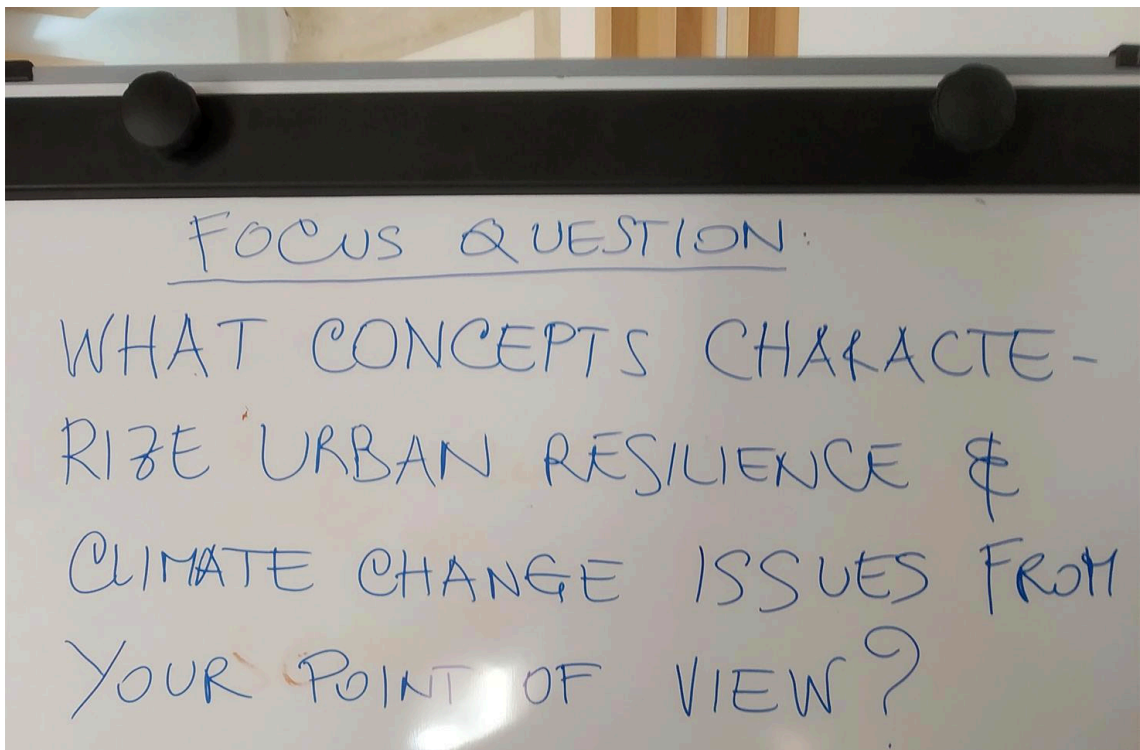 FOCUS QUESTION:
WHAT CONCEPTS CHARACTE-
RIZE URBAN RESILIENCE &
CLIMATE CHANGE ISSUES FROM
YOUR POINT OF VIEW?